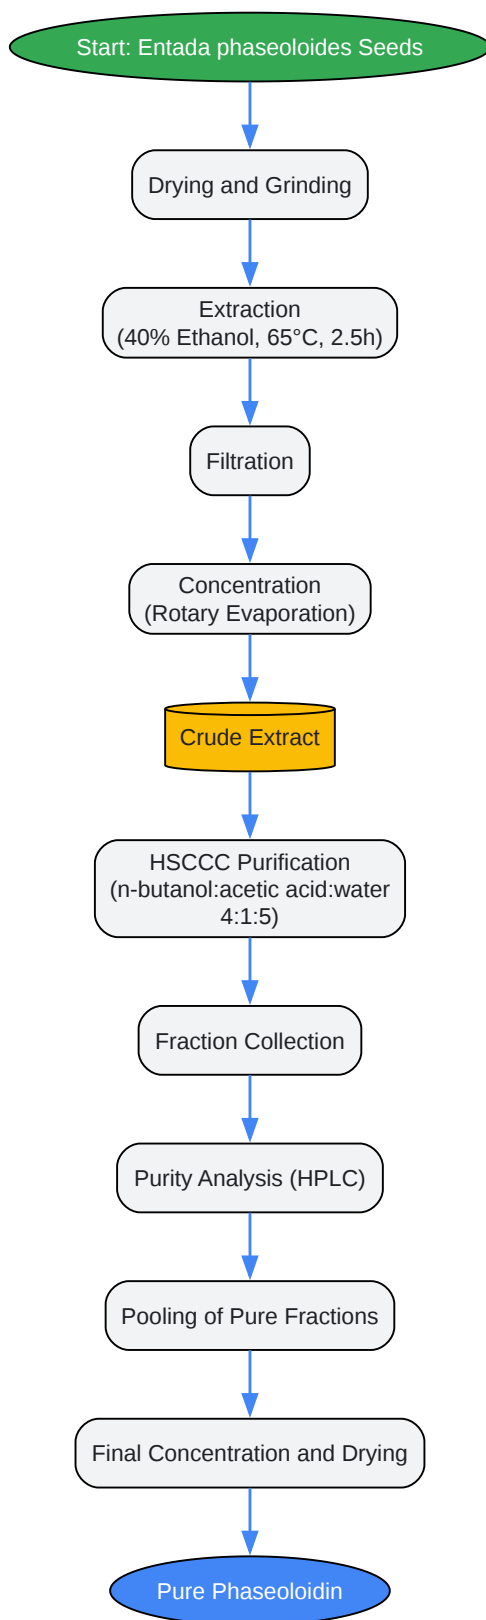 Start: Entada phaseoloides Seeds
Drying and Grinding
Extraction
(40% Ethanol, 65°C, 2.5h)
Filtration
Concentration
(Rotary Evaporation)
Crude Extract
HSCCC Purification
(n-butanol:acetic acid:water
4:1:5)
Fraction Collection
Purity Analysis (HPLC)
Pooling of Pure Fractions
Final Concentration and Drying
Pure Phaseoloidin